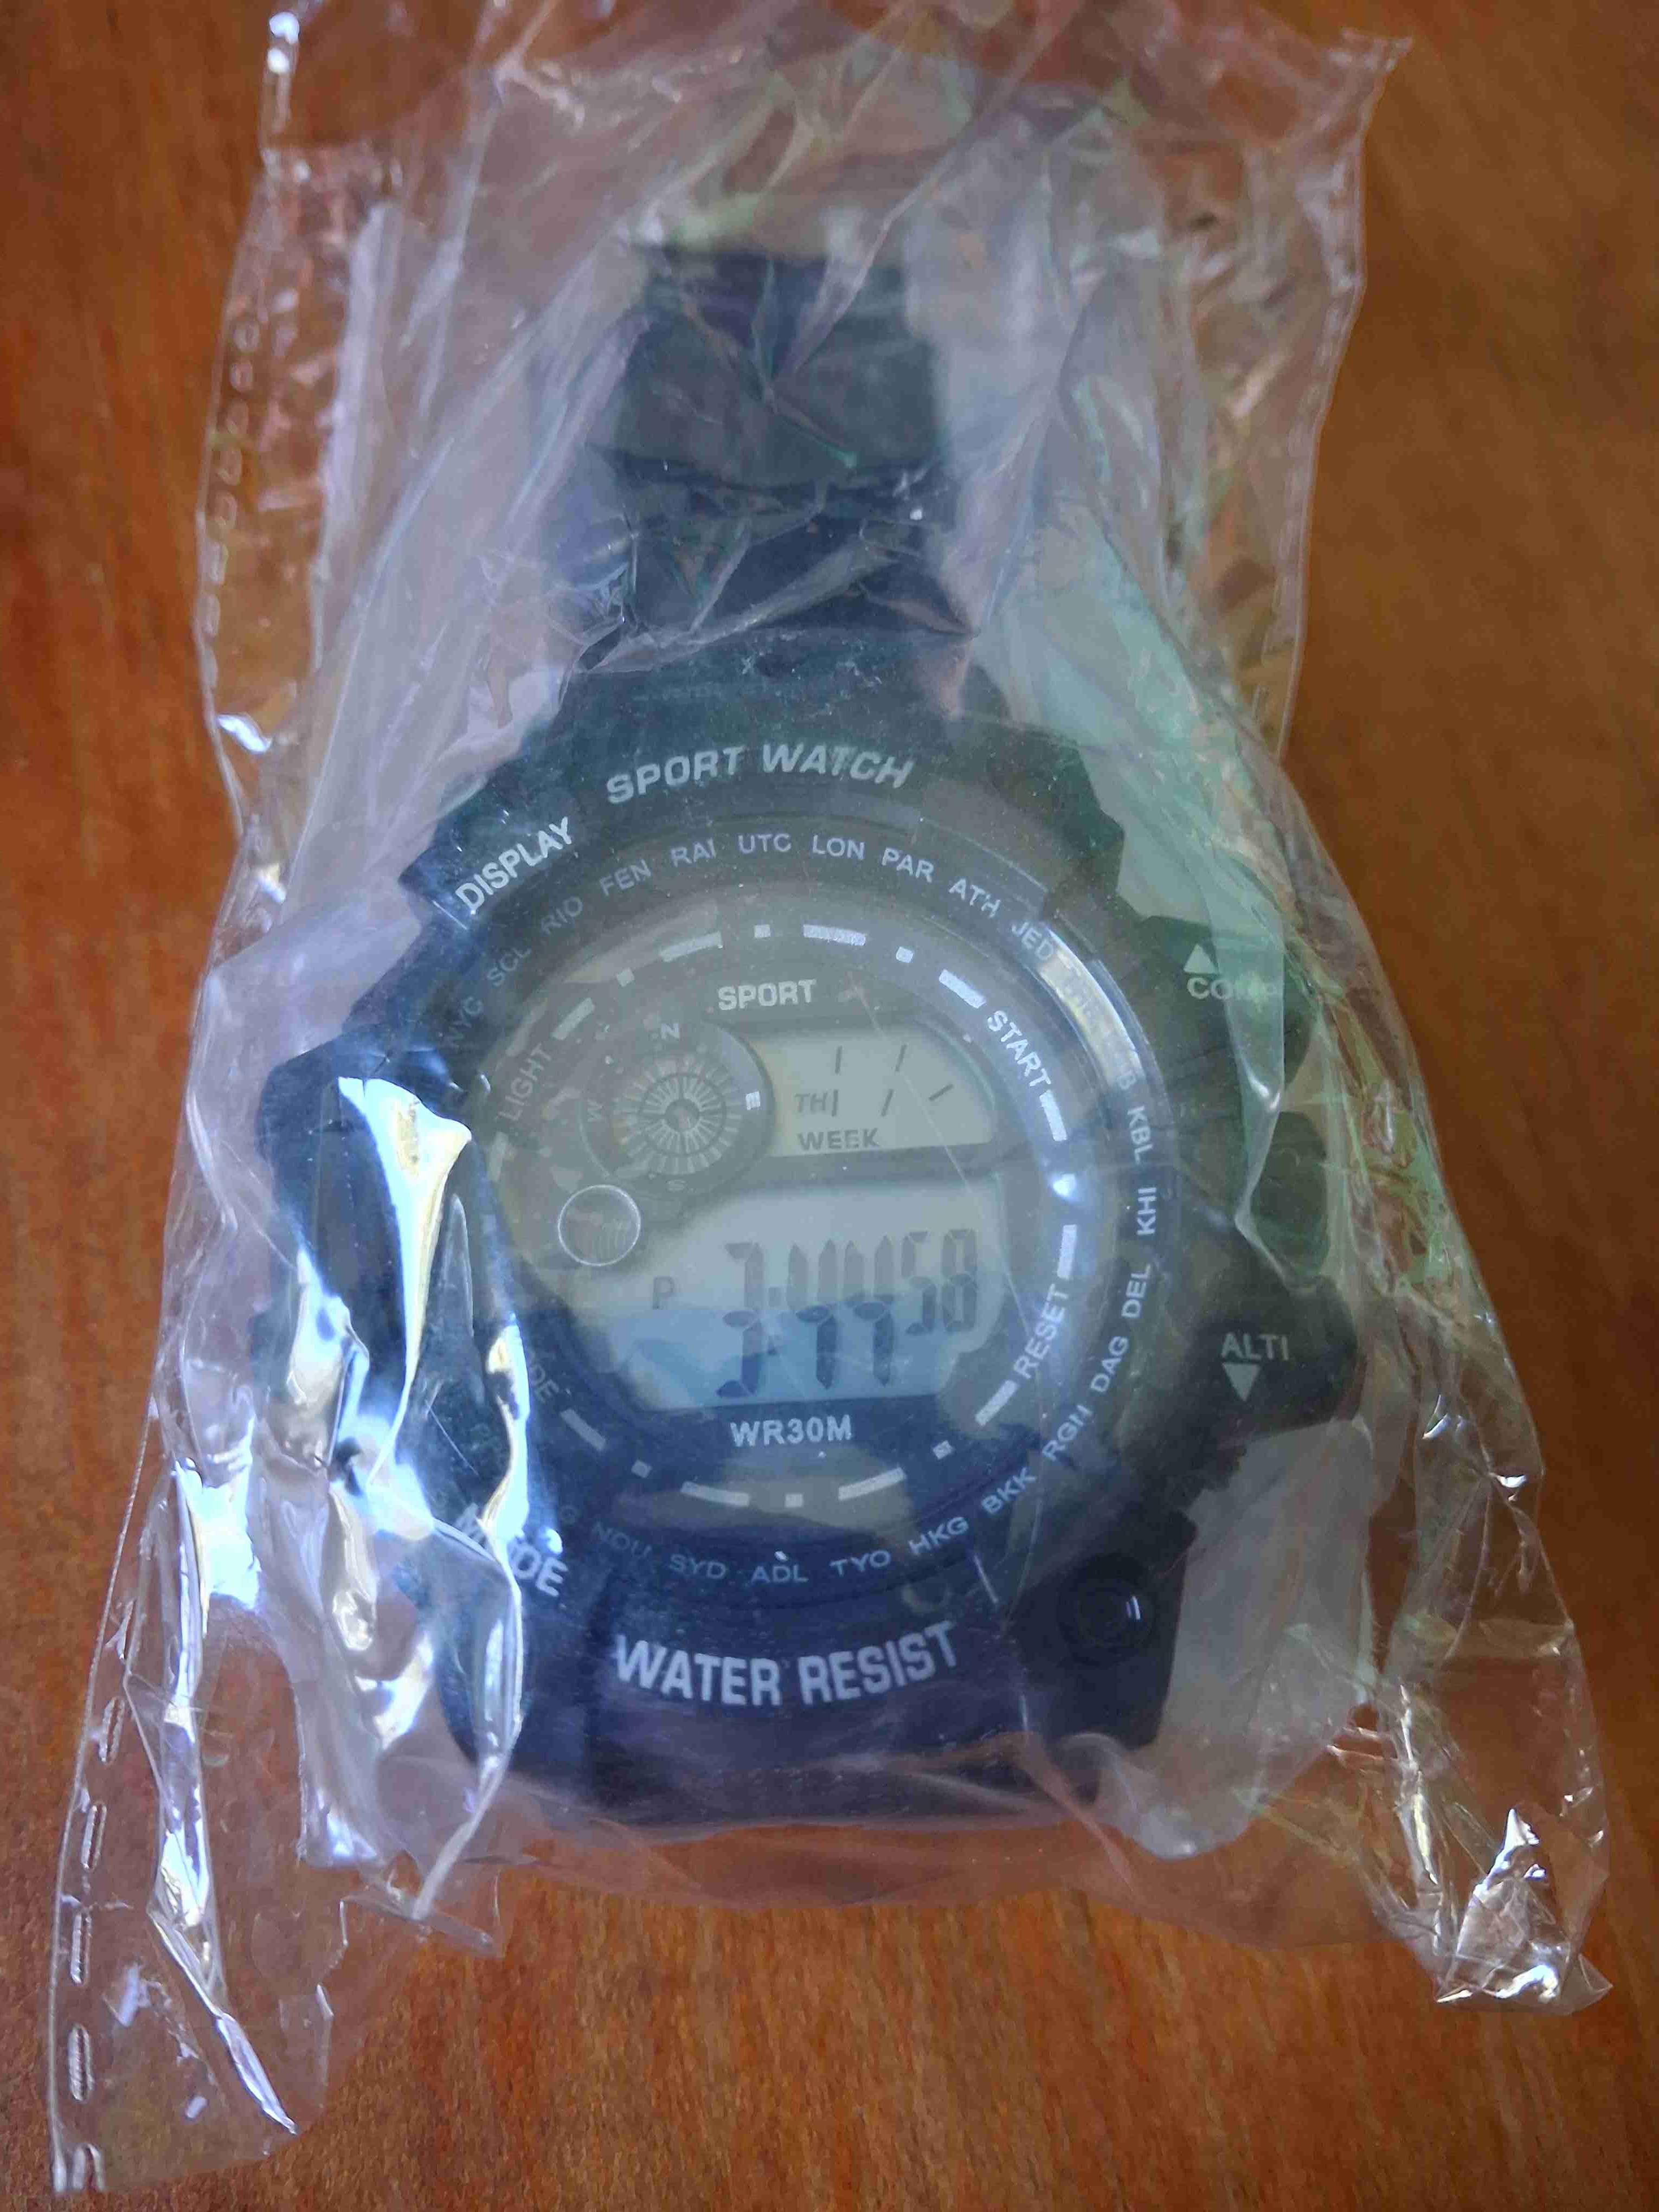 SPORT WATCH
DISPLAY
NYC SCL RIO FEN RAI UTC LON PAR ATH JED
KBL KHI DEL DAG RGN BKK HKG TYO ADL SYD NOU
SPORT
LIGHT
START
N
E
TH
WEEK
P
58
RESET
WR30M
ALTI
WATER RESIST